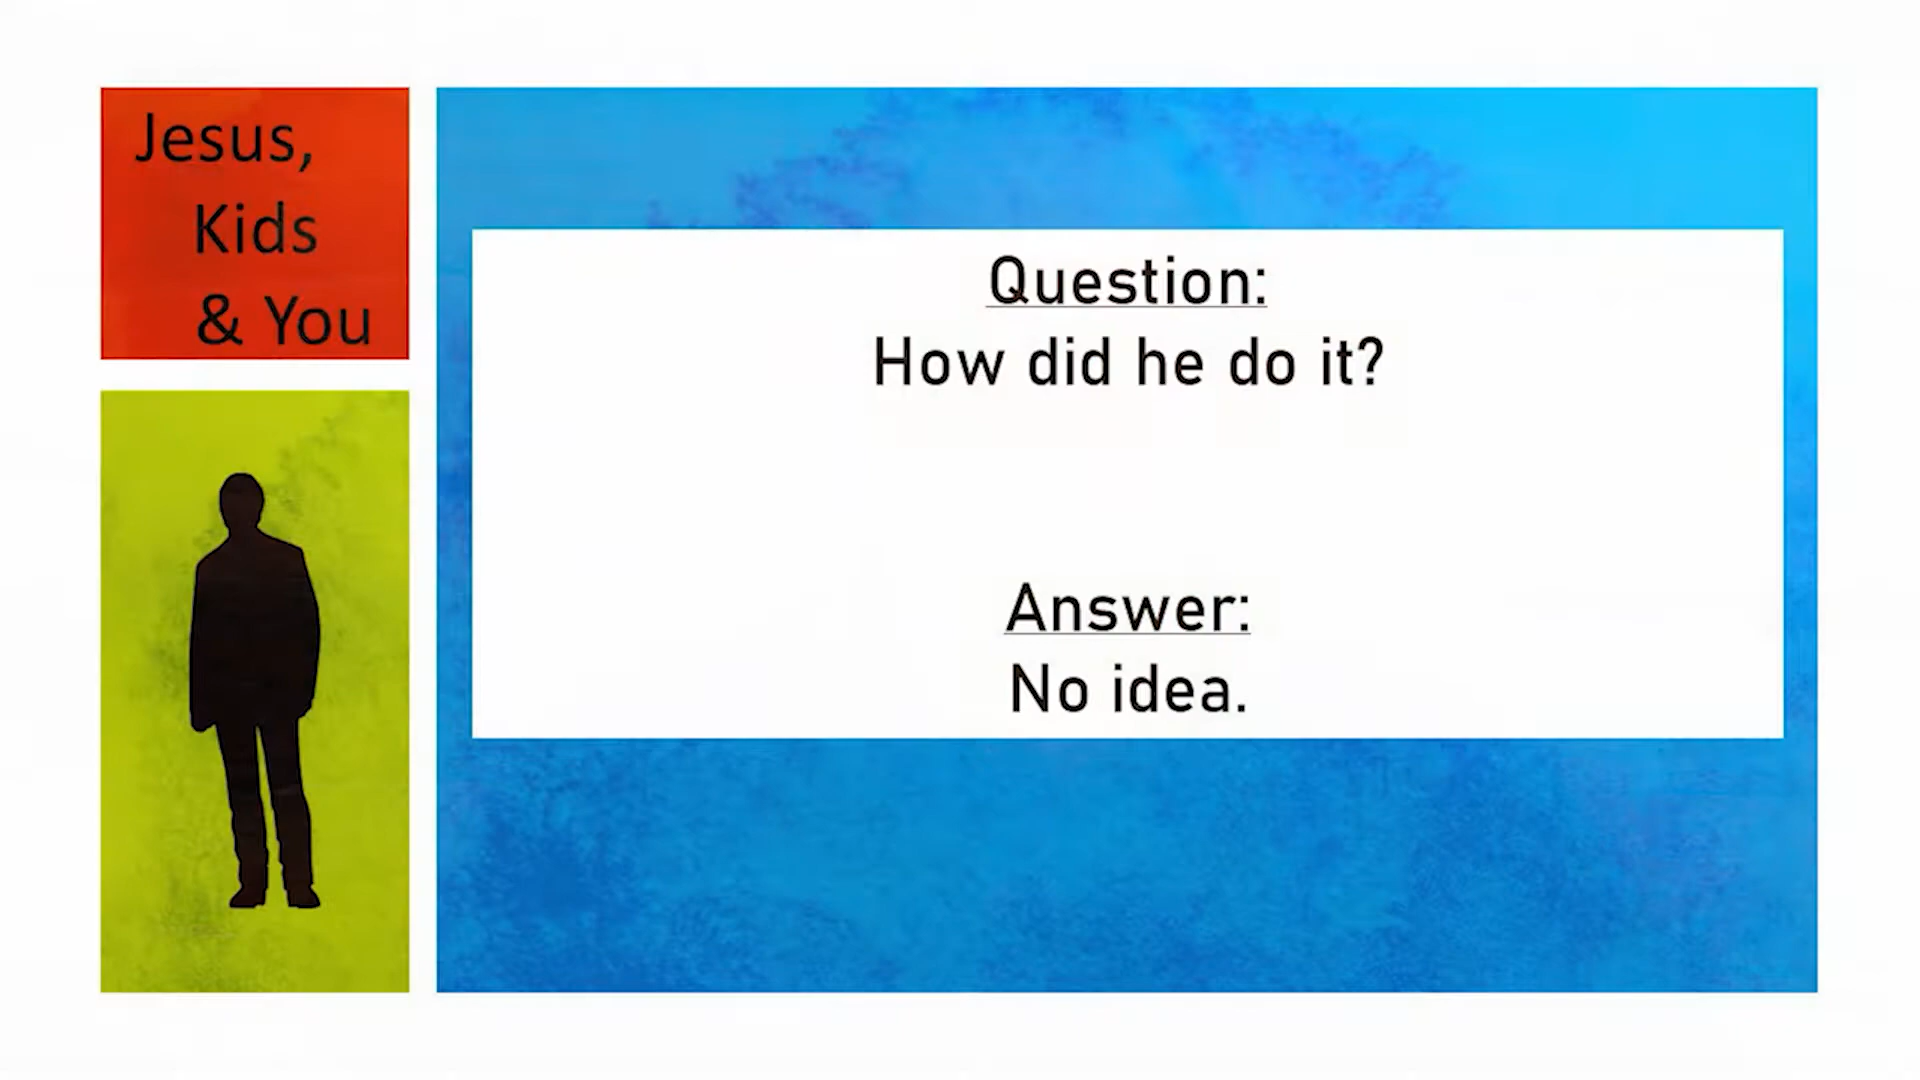 Jesus,
Kids
& You
Question:
How did he do it?
Answer:
No idea.